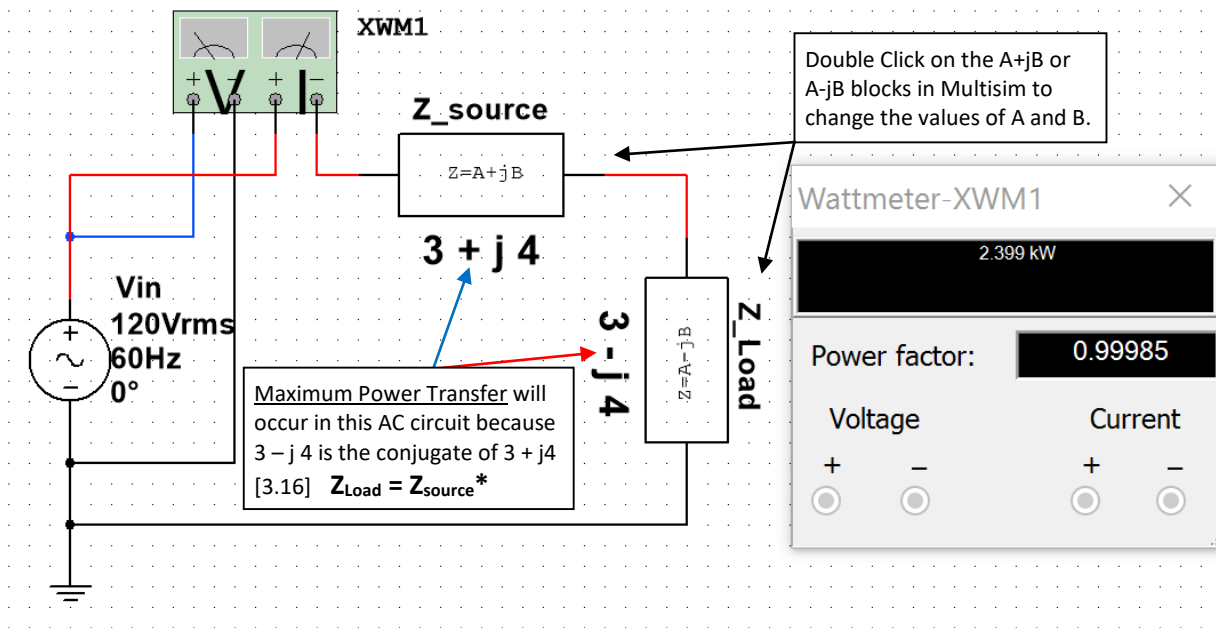 XWM1
+ − + −
V I
Z_source
Z=A+jB
3 + j 4
Double Click on the A+jB or
A-jB blocks in Multisim to
change the values of A and B.
Vin
120Vrms
60Hz
0°
+
−
Maximum Power Transfer will
occur in this AC circuit because
3 – j 4 is the conjugate of 3 + j4
[3.16] ZLoad = Zsource*
3 - j 4
Z=A-jB
Z_Load
Wattmeter-XWM1
2.399 kW
Power factor: 0.99985
Voltage Current
+ − + −